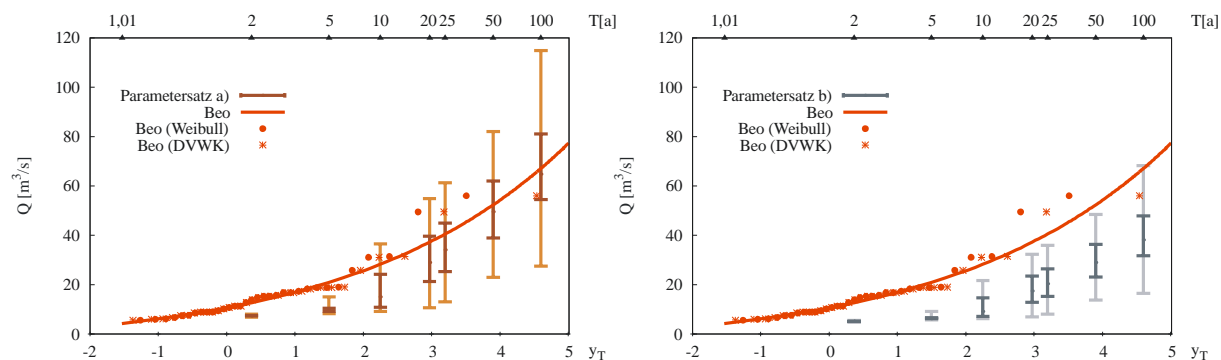 1,01 2 5 10 20 25 50 100 T[a]
120
100
80
60
40
20
0
Q [m³/s]
Parametersatz a)
Beo
Beo (Weibull)
Beo (DVWK)
-2 -1 0 1 2 3 4 5 y_T
1,01 2 5 10 20 25 50 100 T[a]
120
100
80
60
40
20
0
Q [m³/s]
Parametersatz b)
Beo
Beo (Weibull)
Beo (DVWK)
-2 -1 0 1 2 3 4 5 y_T